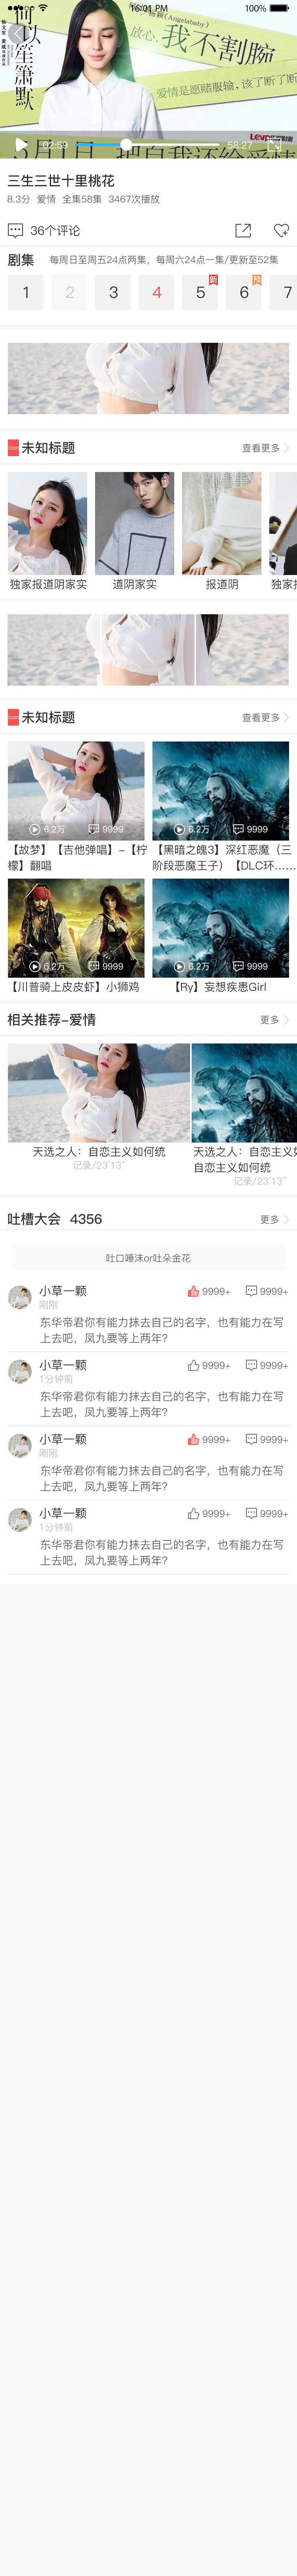 16:01 PM 100%
何以笙箫默
杨颖(Angelababy)
放心,我不割腕
爱情是愿赌服输,该了断了断
02:59 58:27
三生三世十里桃花
8.3分 爱情 全集58集 3467次播放
36个评论
剧集 每周日至周五24点两集，每周六24点一集/更新至52集
1 2 3 4 5 新 6 预 7
icon 未知标题 查看更多
独家报道阴家实 道阴家实 报道阴 独家报
icon 未知标题 查看更多
6.2万 9999 6.2万 9999
【故梦】【吉他弹唱】-【柠
檬】翻唱
【黑暗之魄3】深红恶魔（三
阶段恶魔王子）【DLC环……
6.2万 9999 6.2万 9999
【川普骑上皮皮虾】小狮鸡 【Ry】妄想疾患Girl
相关推荐-爱情 更多
天选之人：自恋主义如何统
记录/23'13"
天选之人：自恋主义如
自恋主义如何统
记录/23'13"
吐槽大会 4356 更多
吐口唾沫or吐朵金花
小草一颗 9999+ 9999+
刚刚
东华帝君你有能力抹去自己的名字，也有能力在写
上去吧，凤九要等上两年？
小草一颗 9999+ 9999+
1分钟前
东华帝君你有能力抹去自己的名字，也有能力在写
上去吧，凤九要等上两年？
小草一颗 9999+ 9999+
刚刚
东华帝君你有能力抹去自己的名字，也有能力在写
上去吧，凤九要等上两年？
小草一颗 9999+ 9999+
1分钟前
东华帝君你有能力抹去自己的名字，也有能力在写
上去吧，凤九要等上两年？